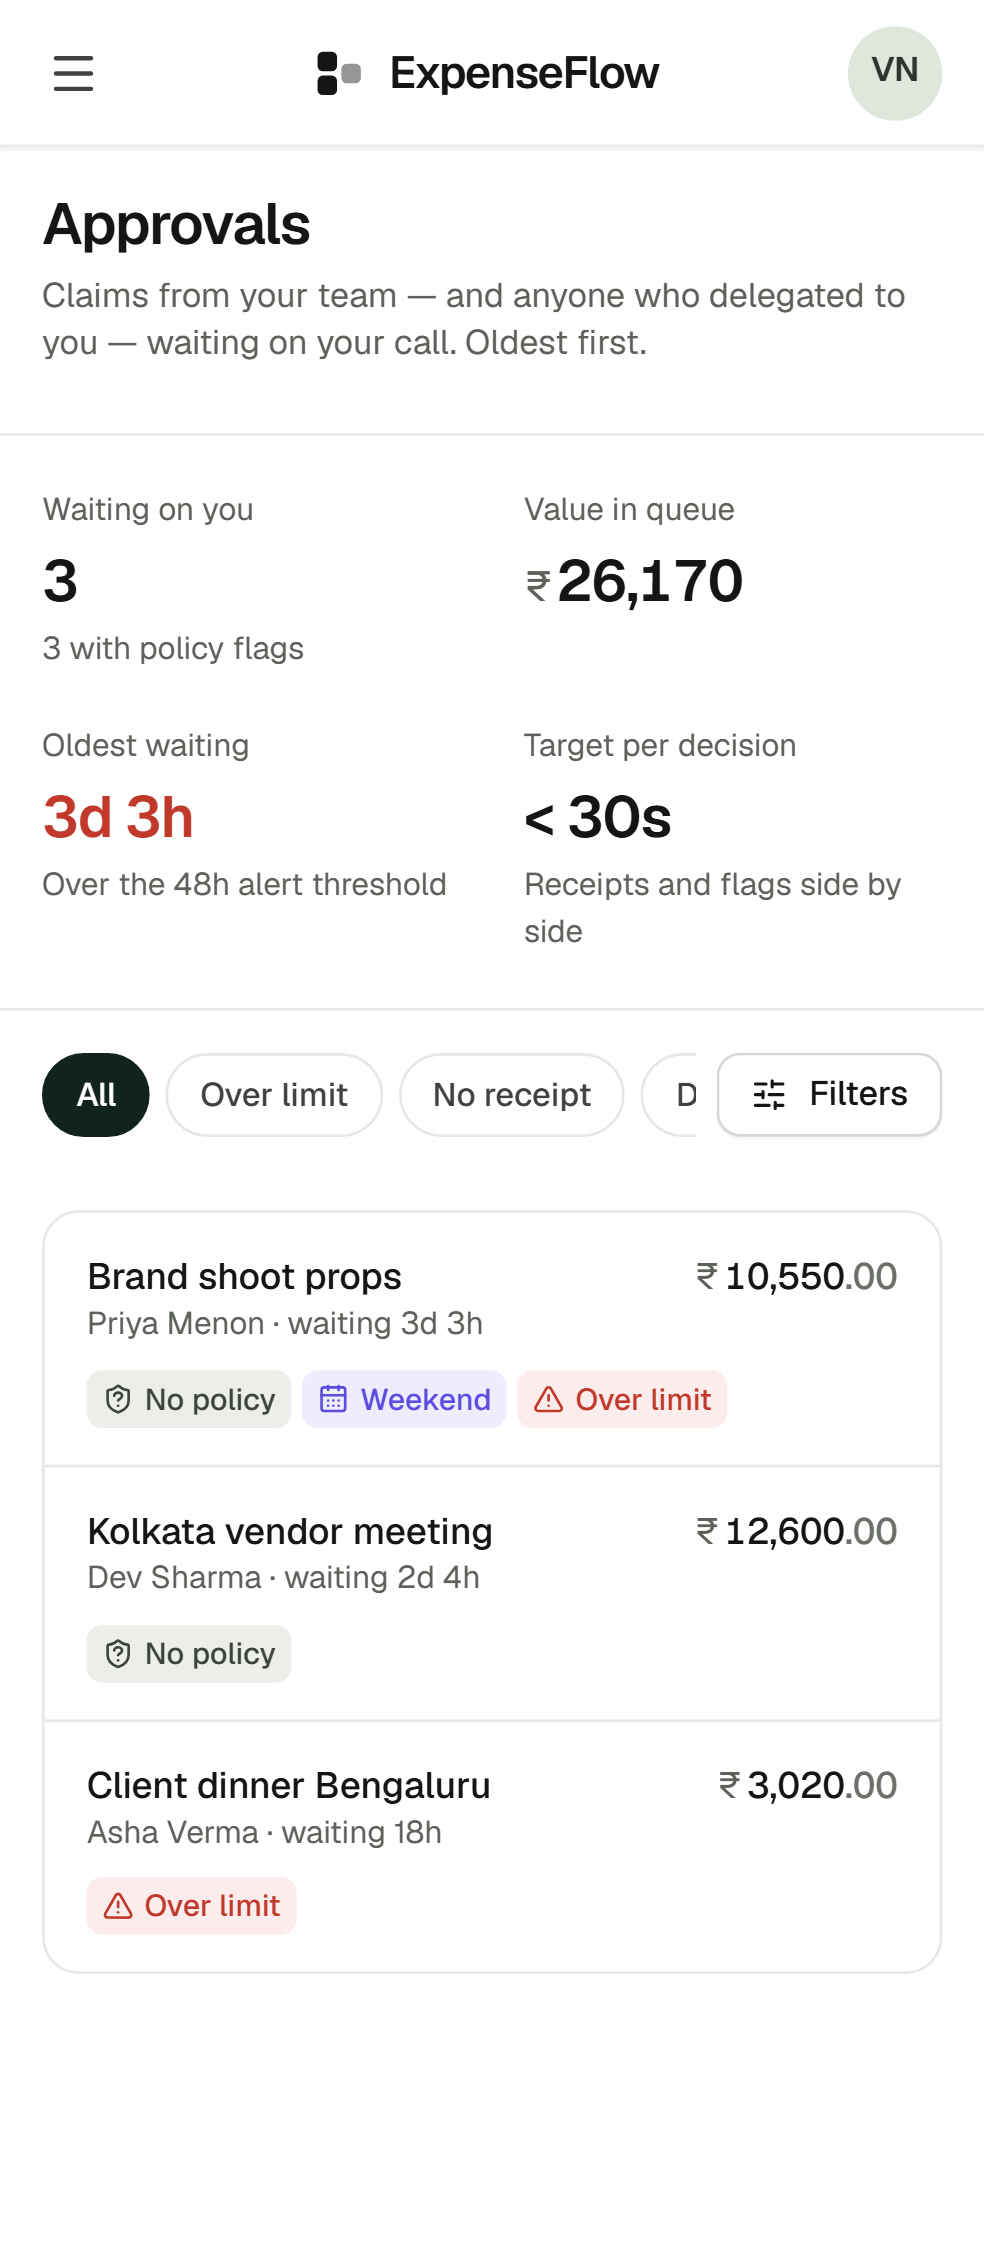 ExpenseFlow
VN
Approvals
Claims from your team — and anyone who delegated to
you — waiting on your call. Oldest first.
Waiting on you
3
3 with policy flags
Value in queue
₹26,170
Oldest waiting
3d 3h
Over the 48h alert threshold
Target per decision
< 30s
Receipts and flags side by
side
All
Over limit
No receipt
D
Filters
Brand shoot props
₹ 10,550.00
Priya Menon · waiting 3d 3h
No policy
Weekend
Over limit
Kolkata vendor meeting
₹ 12,600.00
Dev Sharma · waiting 2d 4h
No policy
Client dinner Bengaluru
₹ 3,020.00
Asha Verma · waiting 18h
Over limit